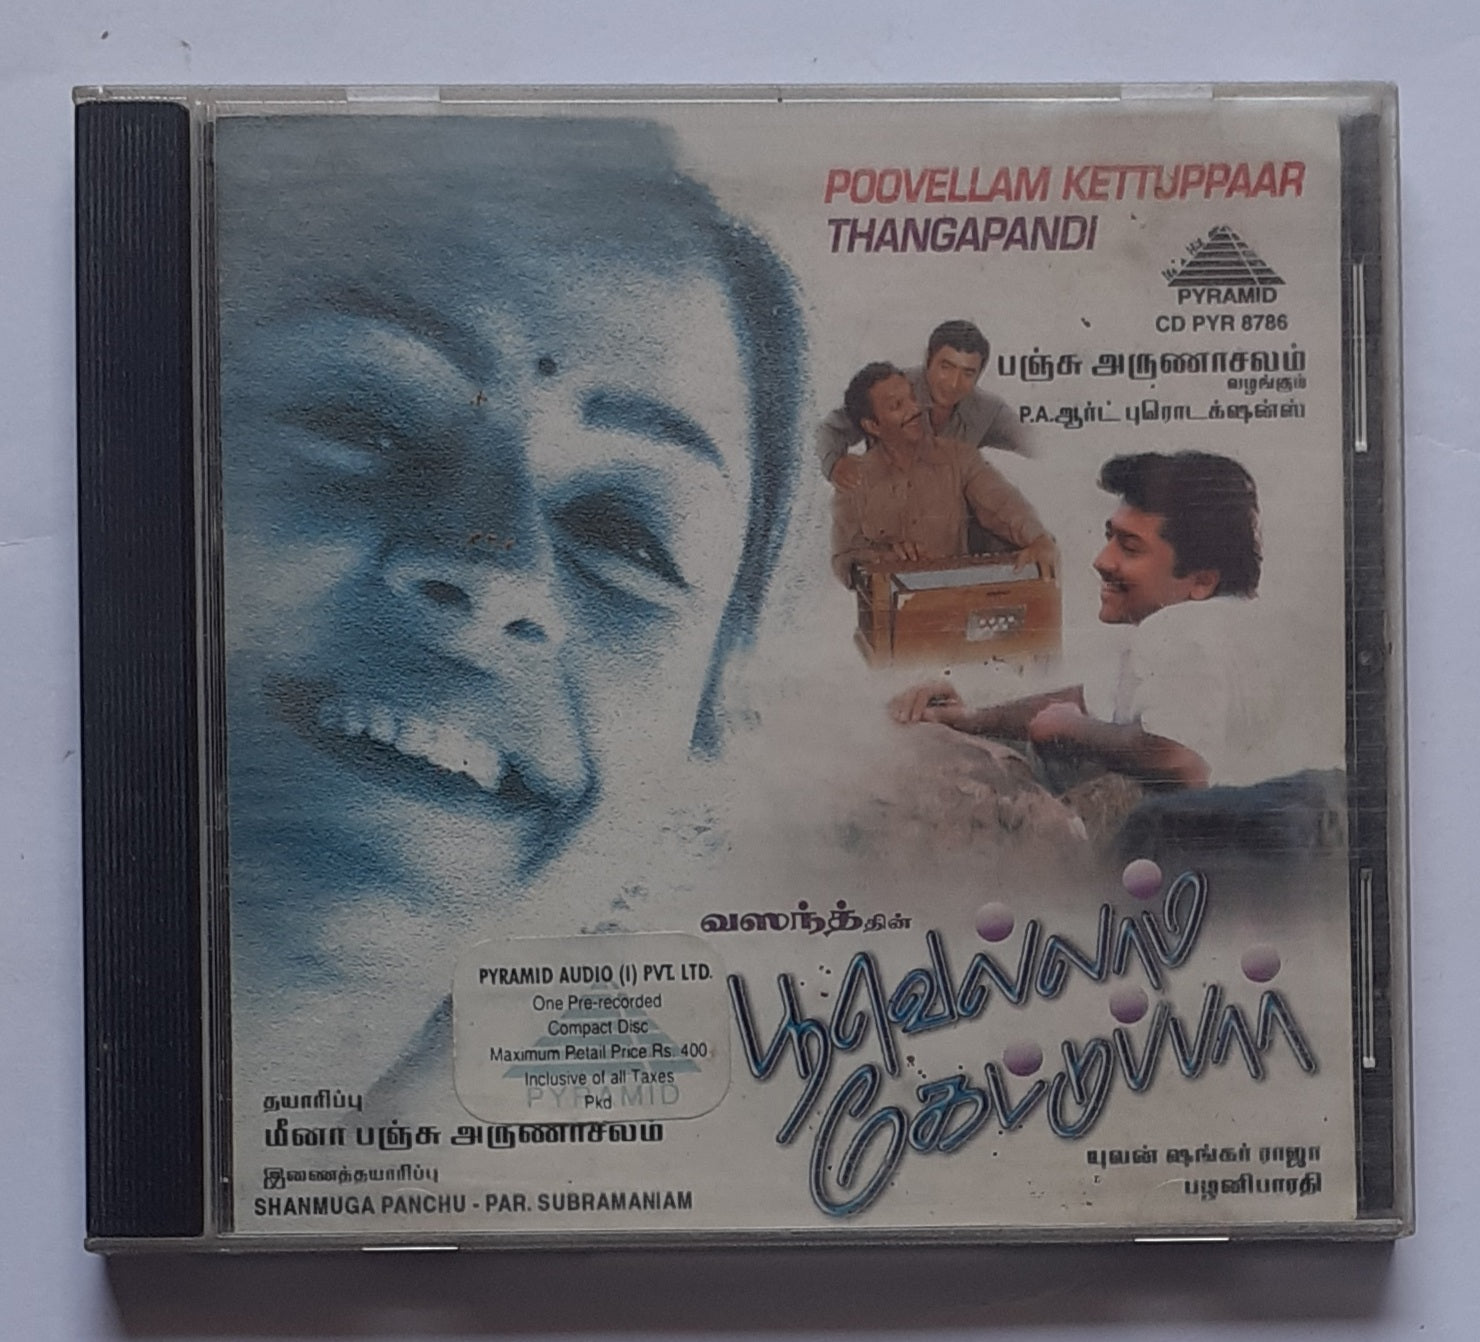 POOVELLAM KETTUPPAAR
THANGAPANDI
PYRAMID
CD PYR 8786
பஞ்சு அருணாசலம்
வழங்கும்
P.A.ஆர்ட் புரொடக்ஷன்ஸ்
வஸந்த்தின்
பூவெல்லாம்
கேட்டுப்பார்
PYRAMID AUDIO (I) PVT. LTD.
One Pre-recorded
Compact Disc
Maximum Retail Price Rs. 400
Inclusive of all Taxes
Pkd
PYRAMID
தயாரிப்பு
மீனா பஞ்சு அருணாசலம்
இணைத்தயாரிப்பு
SHANMUGA PANCHU - PAR. SUBRAMANIAM
யுவன் ஷங்கர் ராஜா
பழனிபாரதி